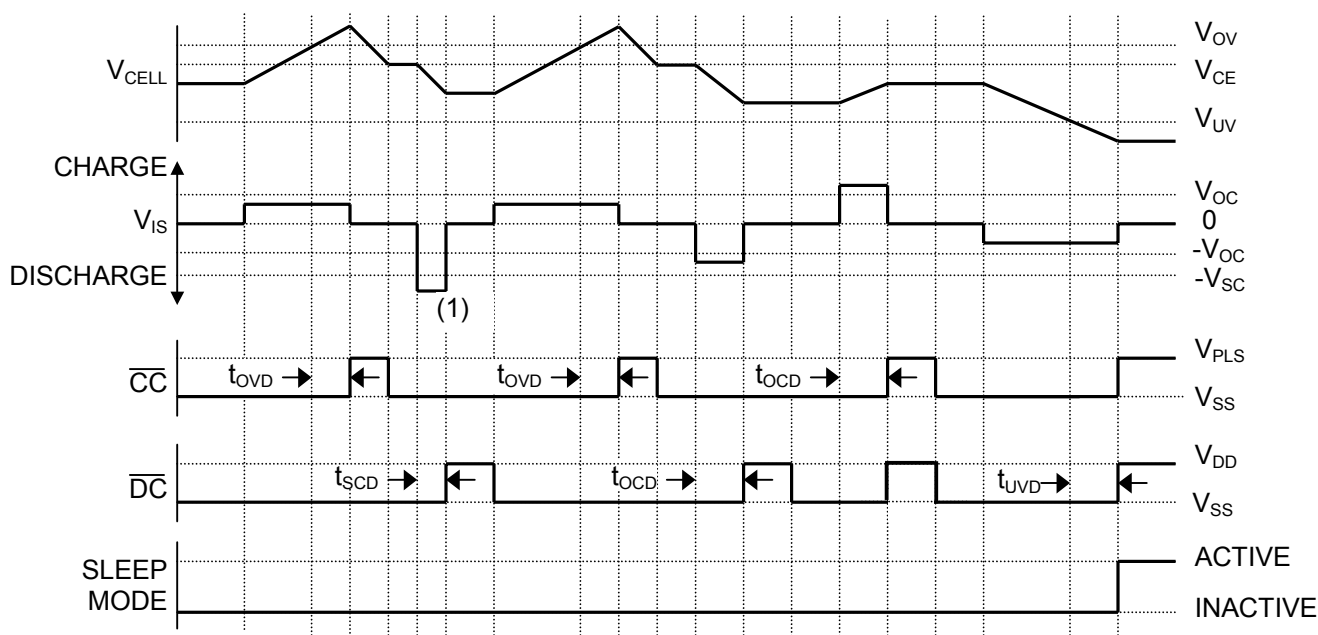 V_OV
V_CELL
V_CE
V_UV
CHARGE
V_OC
V_IS
0
-V_OC
DISCHARGE
-V_SC
(1)
V_PLS
CC
t_OVD
t_OVD
t_OCD
V_SS
V_DD
DC
t_SCD
t_OCD
t_UVD
V_SS
SLEEP
MODE
ACTIVE
INACTIVE